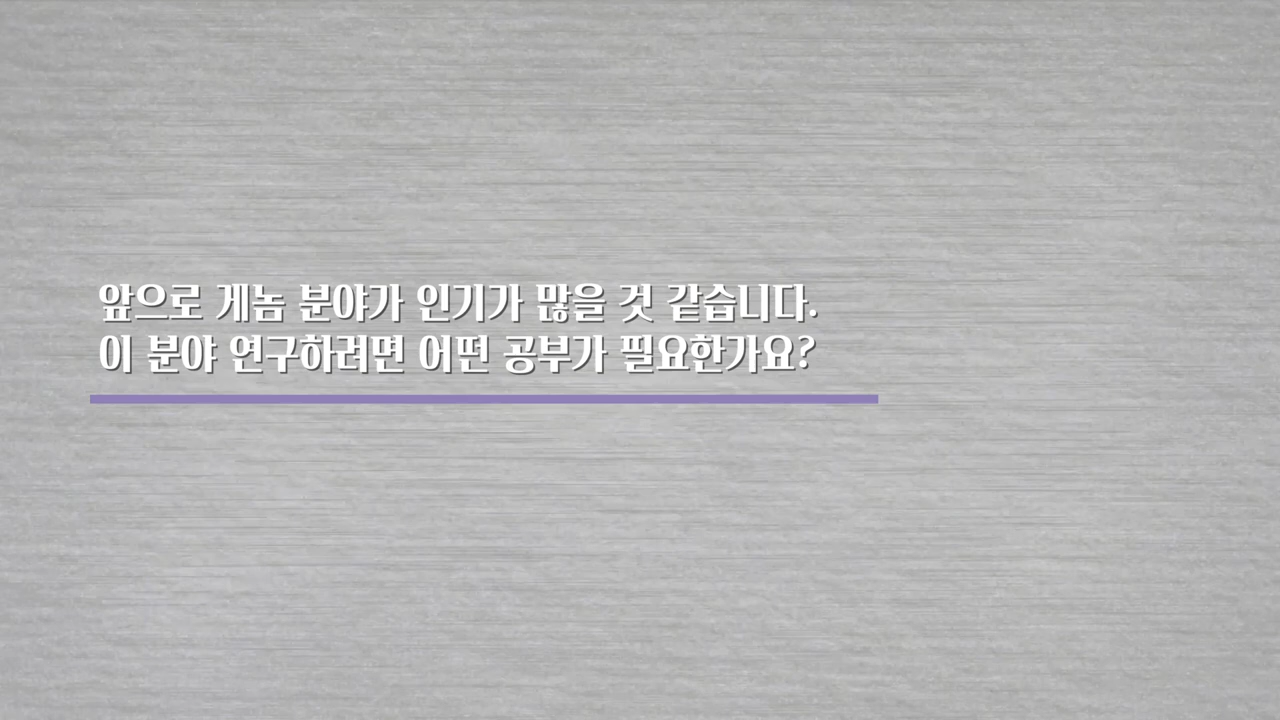 앞으로 게놈 분야가 인기가 많을 것 같습니다.
이 분야 연구하려면 어떤 공부가 필요한가요?